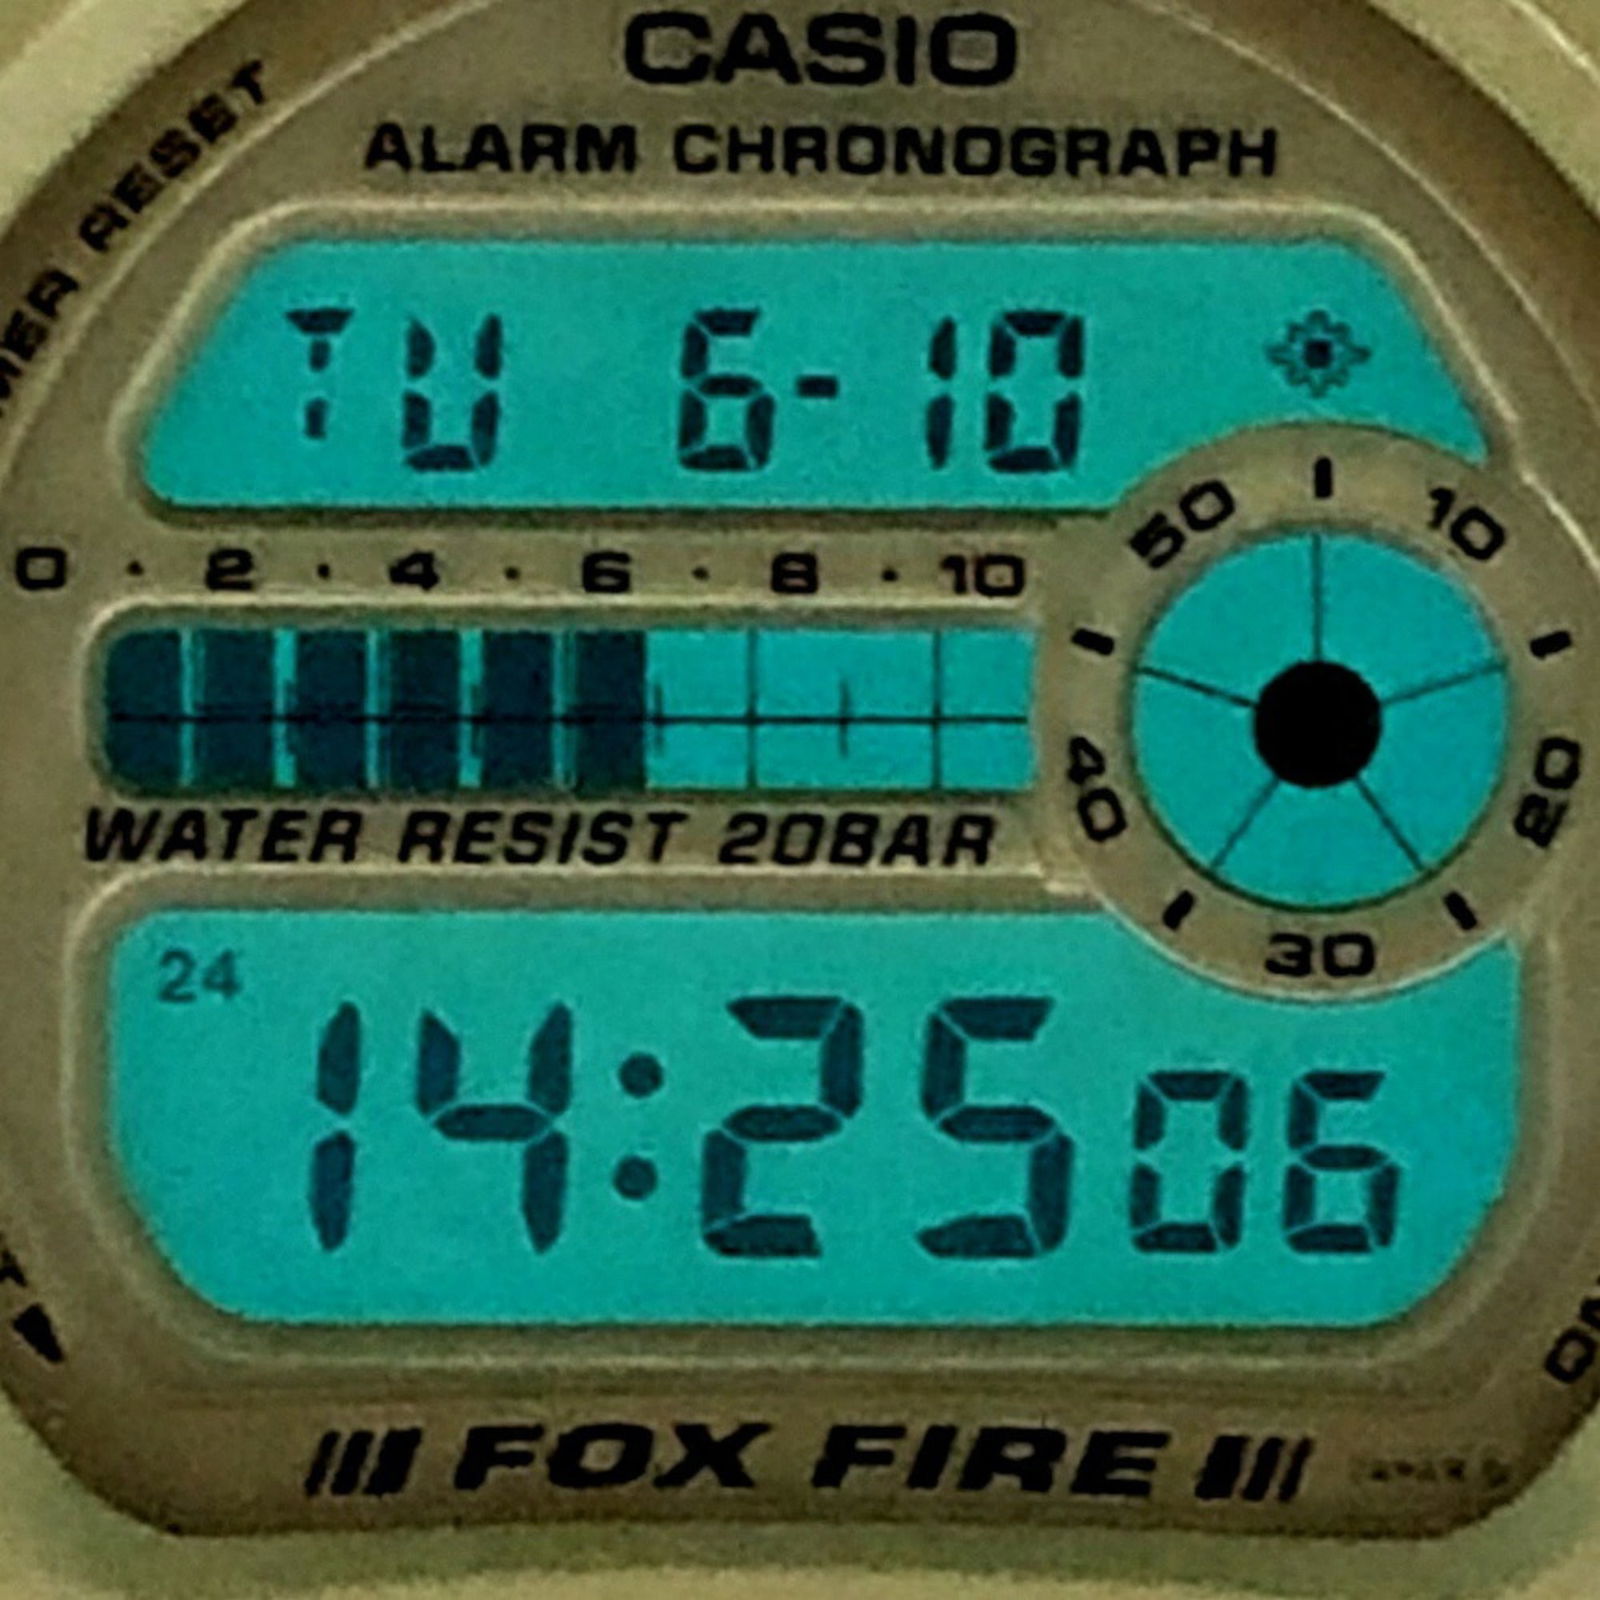 CASIO
ALARM CHRONOGRAPH
RESET
TU 6-10
0 · 2 · 4 · 6 · 8 · 10
50 10
40 20
30
WATER RESIST 20BAR
24
14:25 06
FOX FIRE